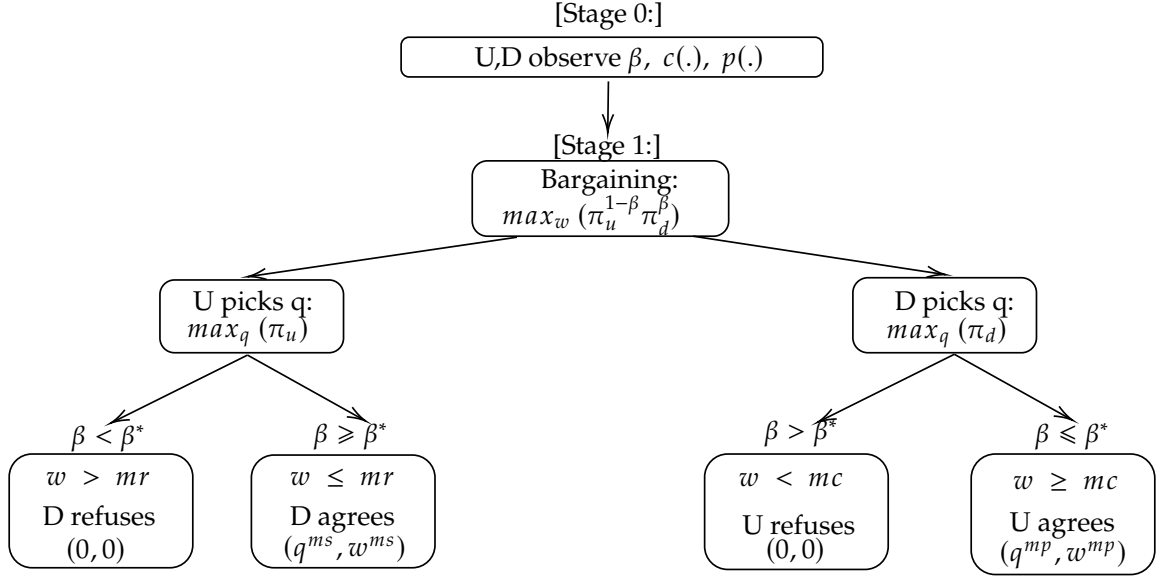 [Stage 0:]
U,D observe β, c(.), p(.)
[Stage 1:]
Bargaining:
max_w (π_u^{1−β} π_d^β)
U picks q:
max_q (π_u)
D picks q:
max_q (π_d)
β < β*
β ⩾ β*
β > β*
β ⩽ β*
w > mr
D refuses
(0, 0)
w ≤ mr
D agrees
(q^{ms}, w^{ms})
w < mc
U refuses
(0, 0)
w ≥ mc
U agrees
(q^{mp}, w^{mp})